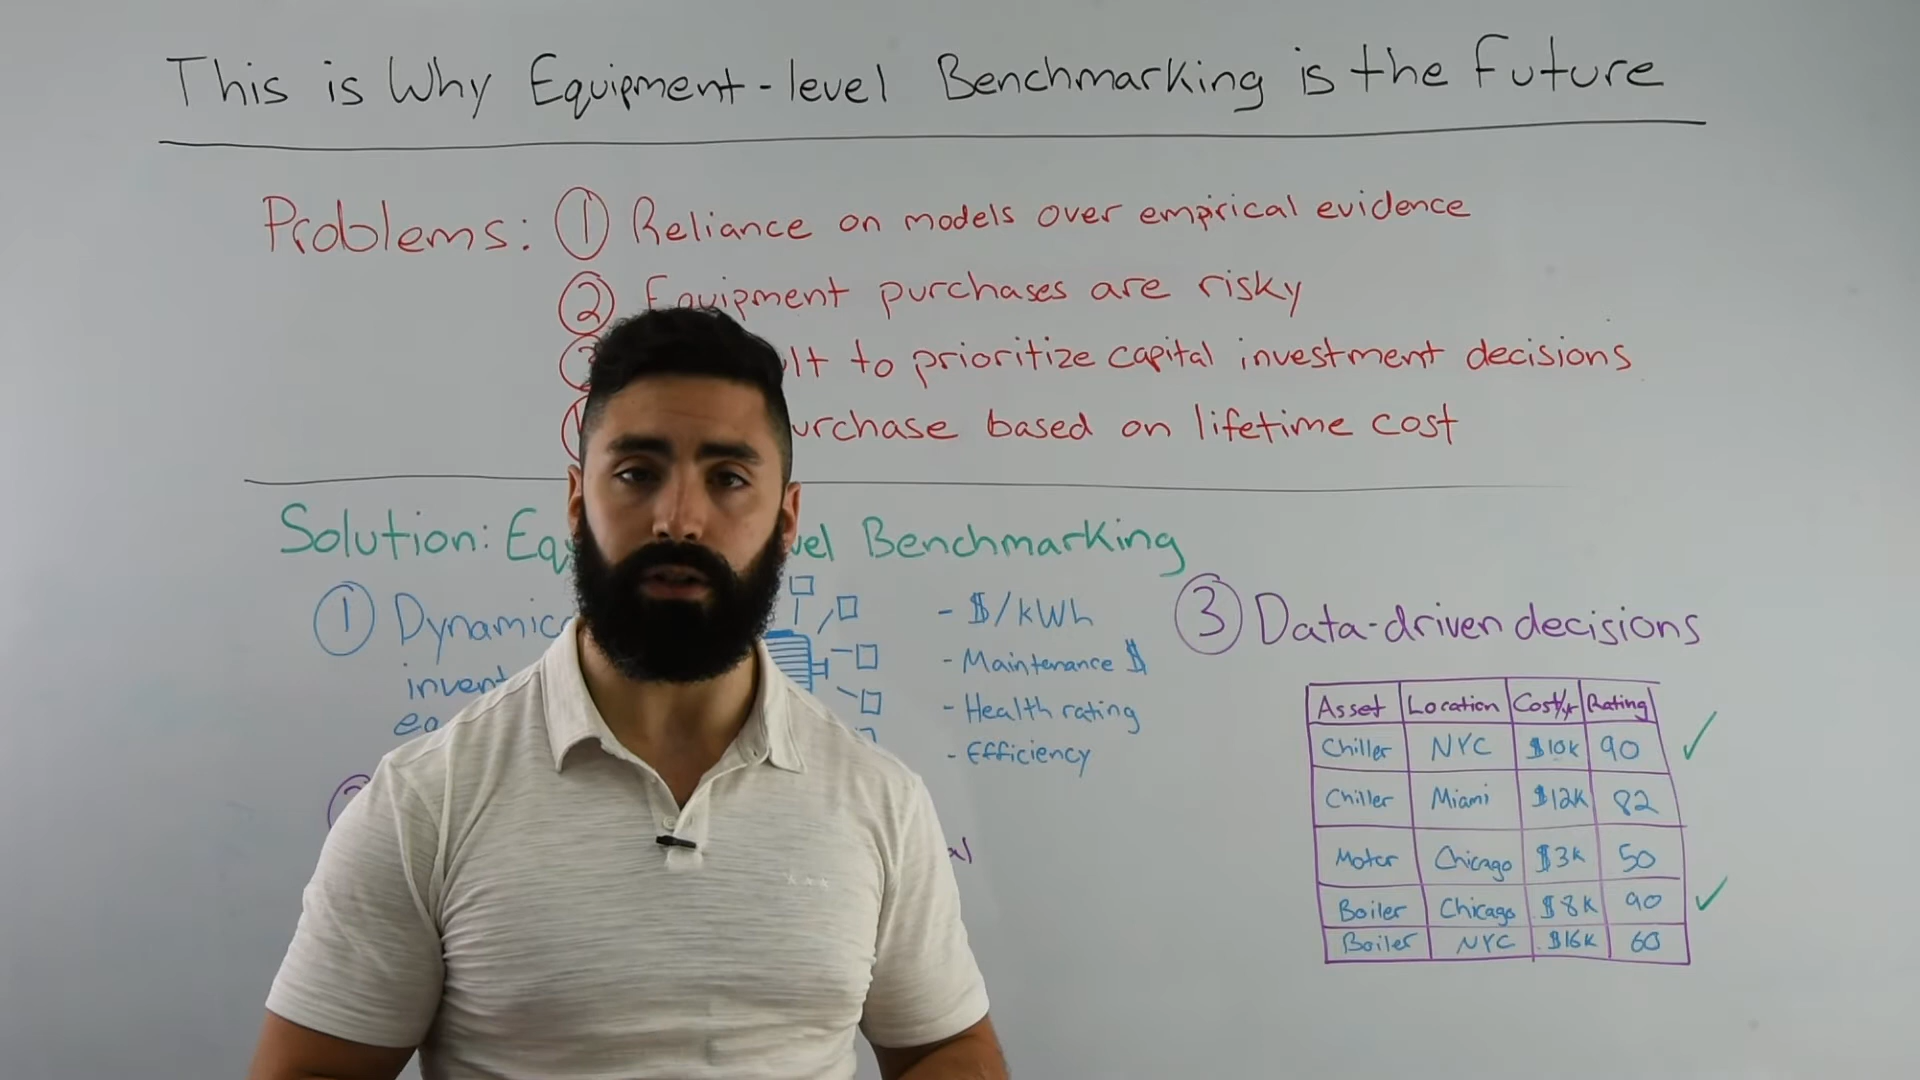 This is Why Equipment-level Benchmarking is the Future
Problems: ① Reliance on models over empirical evidence
② Equipment purchases are risky
to prioritize capital investment decisions
based on lifetime cost
Solution: Benchmarking
① Dynamic
- $/kWh
- Maintenance $
- Health rating
- Efficiency
③ Data-driven decisions
Asset Location Cost/yr Rating
Chiller NYC $10K 90
Chiller Miami $12K 82
Motor Chicago $3K 50
Boiler Chicago $8K 90
Boiler NYC $16K 60